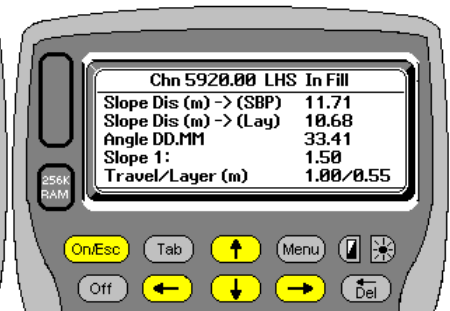 Chn 5920.00 LHS In Fill
Slope Dis (m) -> (SBP) 11.71
Slope Dis (m) -> (Lay) 10.68
Angle DD.MM 33.41
Slope 1: 1.50
Travel/Layer (m) 1.00/0.55
256K
RAM
On/Esc Tab Menu
Off Del